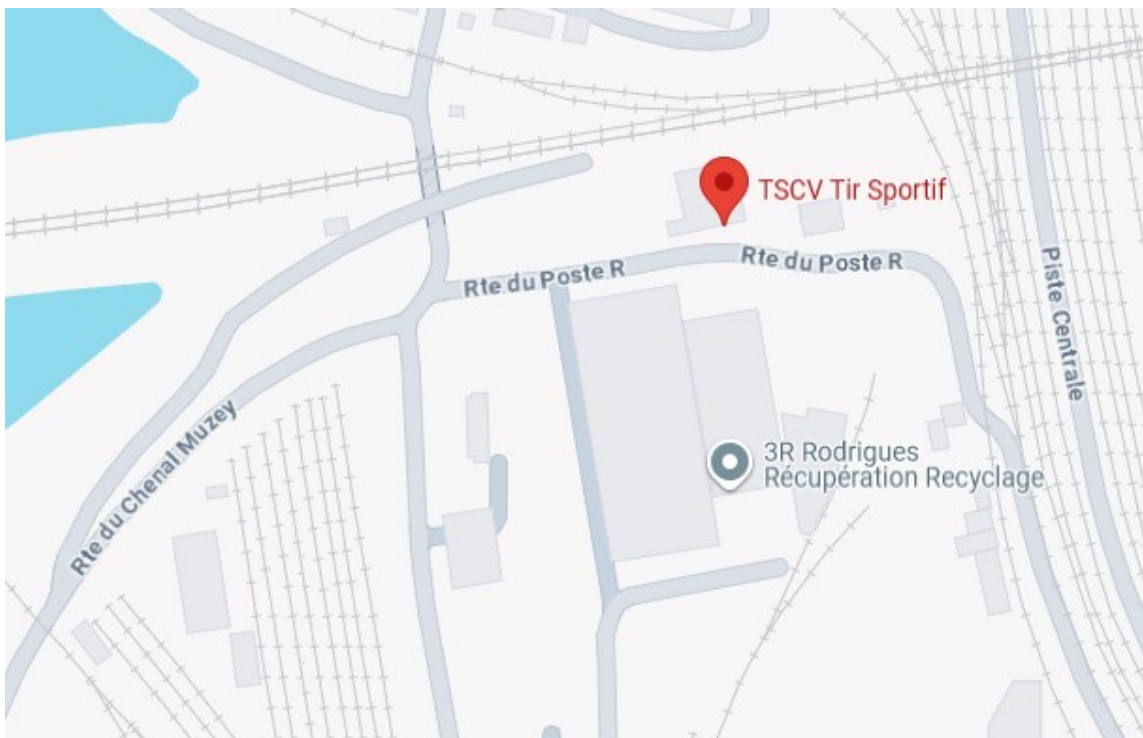 TSCV Tir Sportif
Rte du Poste R
Rte du Poste R
Piste Centrale
Rte du Chenal Muzey
3R Rodrigues
Récupération Recyclage